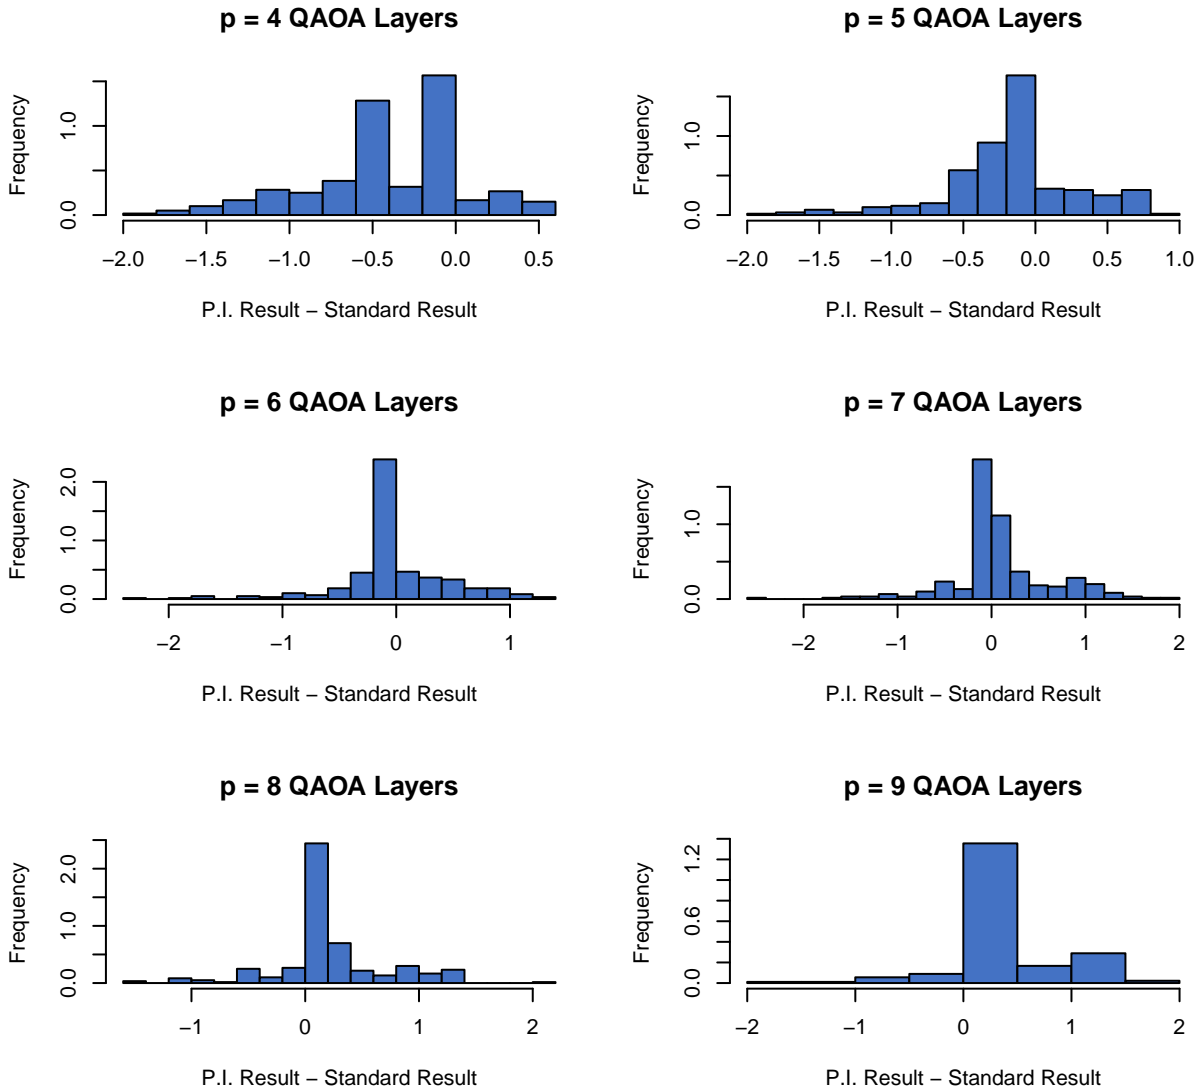 p = 4 QAOA Layers
Frequency
0.0 1.0
−2.0 −1.5 −1.0 −0.5 0.0 0.5
P.I. Result − Standard Result
p = 5 QAOA Layers
Frequency
0.0 1.0
−2.0 −1.5 −1.0 −0.5 0.0 0.5 1.0
P.I. Result − Standard Result
p = 6 QAOA Layers
Frequency
0.0 1.0 2.0
−2 −1 0 1
P.I. Result − Standard Result
p = 7 QAOA Layers
Frequency
0.0 1.0
−2 −1 0 1 2
P.I. Result − Standard Result
p = 8 QAOA Layers
Frequency
0.0 1.0 2.0
−1 0 1 2
P.I. Result − Standard Result
p = 9 QAOA Layers
Frequency
0.0 0.6 1.2
−2 −1 0 1 2
P.I. Result − Standard Result